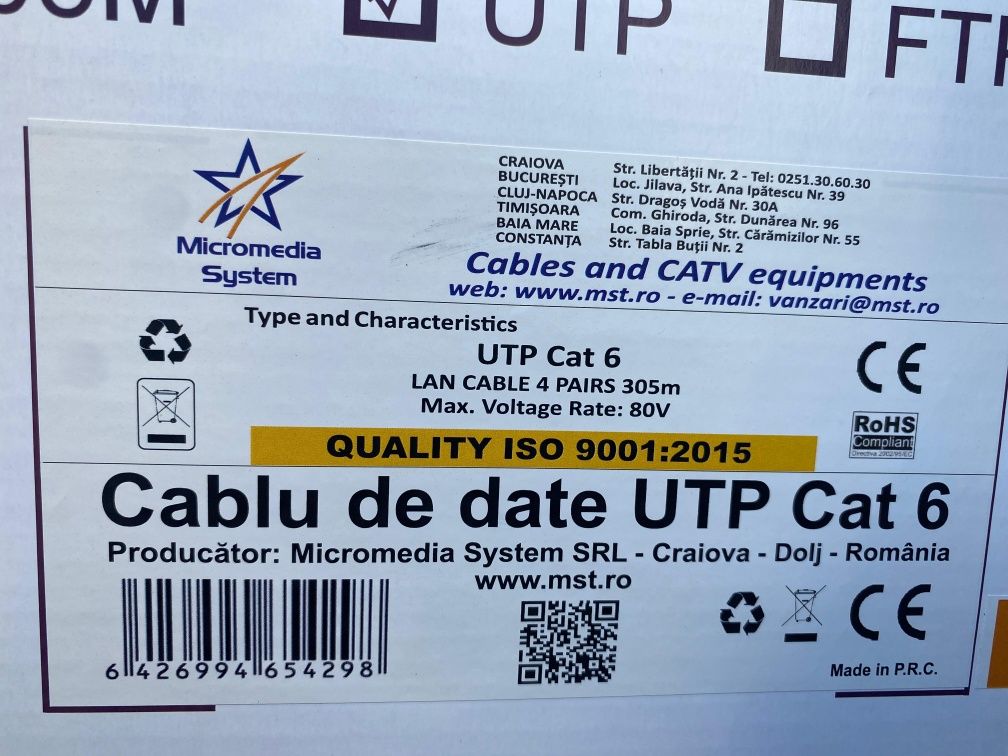 UTP
Micromedia
System
CRAIOVA Str. Libertății Nr. 2 - Tel: 0251.30.60.30
BUCUREȘTI Loc. Jilava, Str. Ana Ipătescu Nr. 39
CLUJ-NAPOCA Str. Dragoș Vodă Nr. 30A
TIMIȘOARA Com. Ghiroda, Str. Dunărea Nr. 96
BAIA MARE Loc. Baia Sprie, Str. Cărămizilor Nr. 55
CONSTANȚA Str. Tabla Buții Nr. 2
Cables and CATV equipments
web: www.mst.ro - e-mail: vanzari@mst.ro
Type and Characteristics
UTP Cat 6
LAN CABLE 4 PAIRS 305m
Max. Voltage Rate: 80V
CE
RoHS
Compliant
Directiva 2002/95/EC
QUALITY ISO 9001:2015
Cablu de date UTP Cat 6
Producător: Micromedia System SRL - Craiova - Dolj - România
www.mst.ro
6 426994 654298
CE
Made in P.R.C.